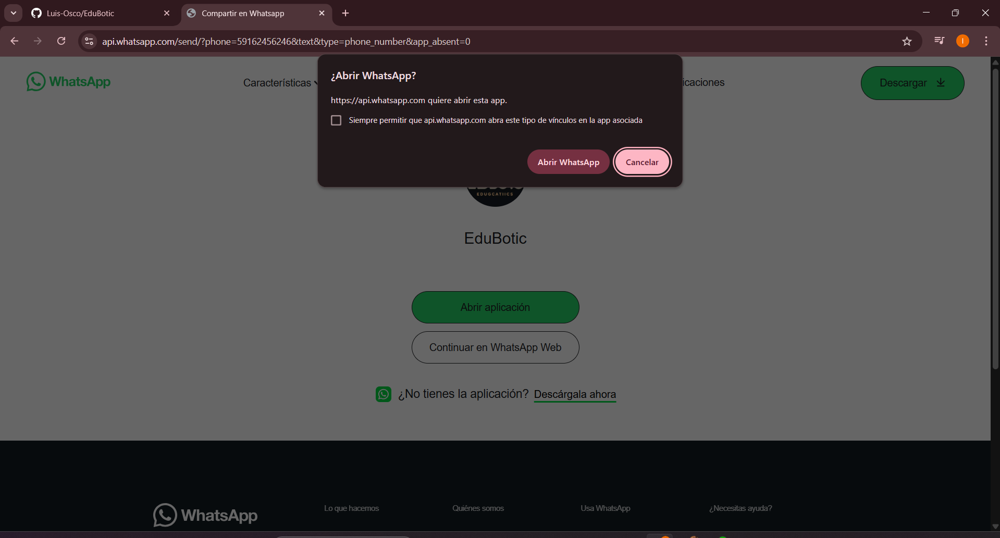 Luis-Osco/EduBotic
Compartir en Whatsapp
api.whatsapp.com/send/?phone=59162456246&text&type=phone_number&app_absent=0
I
WhatsApp
Características
icaciones
Descargar
¿Abrir WhatsApp?
https://api.whatsapp.com quiere abrir esta app.
Siempre permitir que api.whatsapp.com abra este tipo de vínculos en la app asociada
Abrir WhatsApp
Cancelar
EDUGCATIICS
EduBotic
Abrir aplicación
Continuar en WhatsApp Web
¿No tienes la aplicación? Descárgala ahora
WhatsApp
Lo que hacemos
Quiénes somos
Usa WhatsApp
¿Necesitas ayuda?